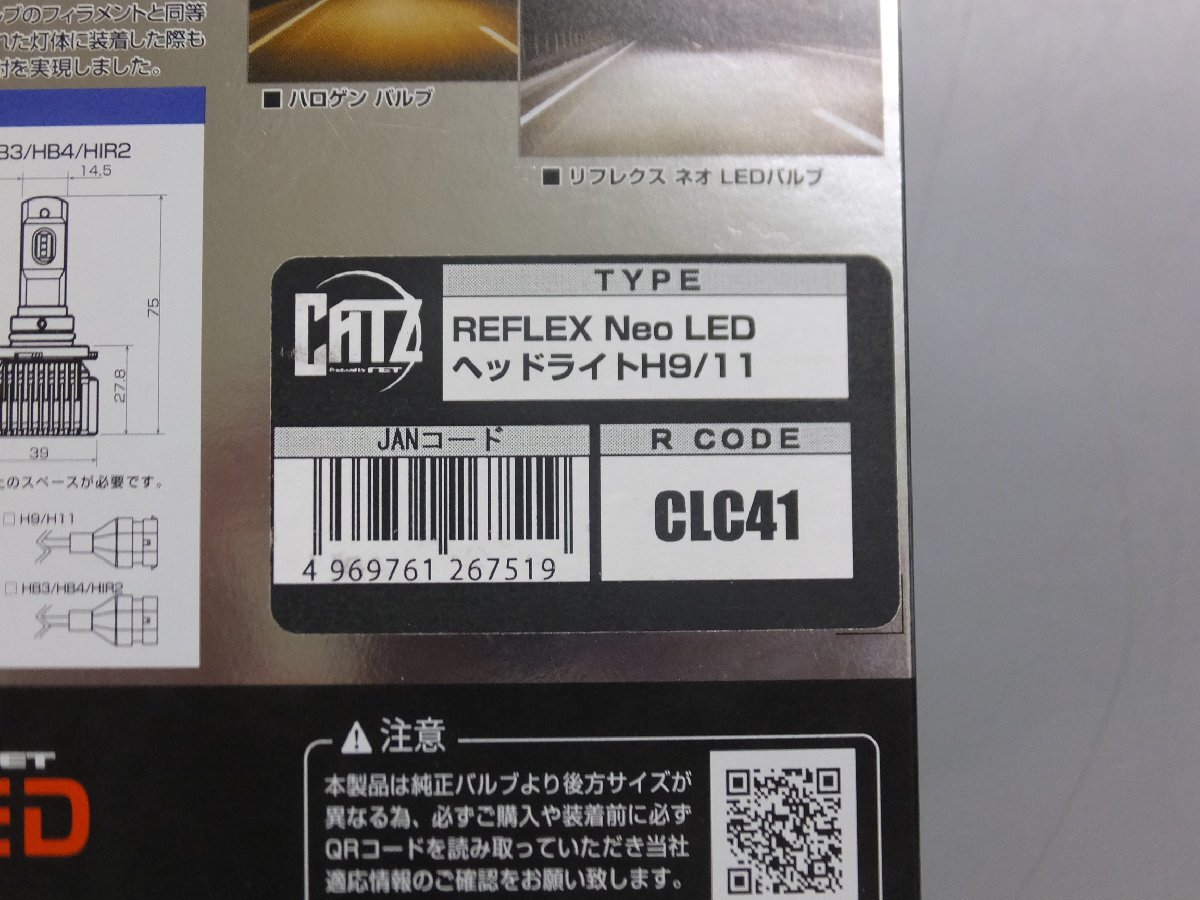 ルブのフィラメントと同等
れた灯体に装着した際も
射を実現しました。
■ ハロゲン バルブ
■ リフレクス ネオ LEDバルブ
B3/HB4/HIR2
14.5
75
27.8
39
上のスペースが必要です。
□ H9/H11
□ HB3/HB4/HIR2
CATZ
Produced by FET
TYPE
REFLEX Neo LED
ヘッドライトH9/11
JANコード
4 969761 267519
R CODE
CLC41
FET
ED
⚠ 注意
本製品は純正バルブより後方サイズが
異なる為、必ずご購入や装着前に必ず
QRコードを読み取っていただき当社
適応情報のご確認をお願い致します。